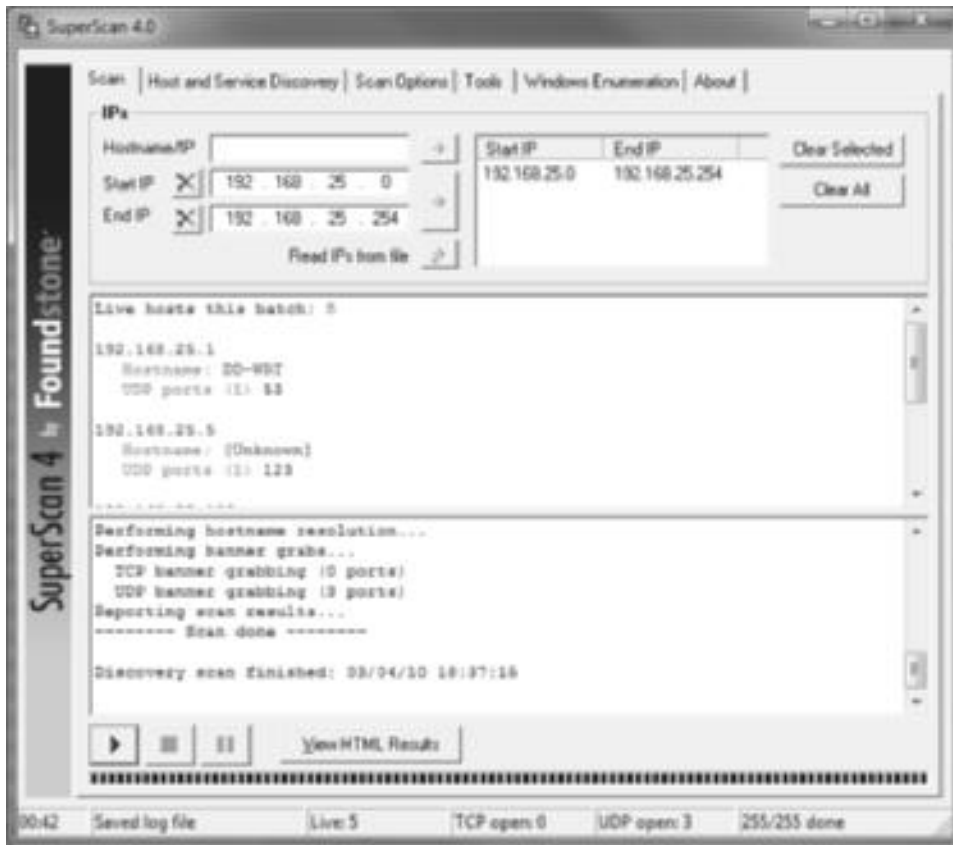 SuperScan 4.0
Scan Host and Service Discovery Scan Options Tools Windows Enumeration About
IPs
Hostname/IP
Start IP 192 . 168 . 25 . 0
End IP 192 . 168 . 25 . 254
Read IPs from file
Start IP End IP
192.168.25.0 192.168.25.254
Clear Selected
Clear All
SuperScan 4 by Foundstone
Live hosts this batch: 5
192.168.25.1
Hostname: DD-WRT
UDP ports (1) 53
192.168.25.5
Hostname: [Unknown]
UDP ports (1) 123
Performing hostname resolution...
Performing banner grabs...
TCP banner grabbing (0 ports)
UDP banner grabbing (3 ports)
Reporting scan results...
-------- Scan done --------
Discovery scan finished: 03/04/10 18:37:16
View HTML Results
00:42 Saved log file Live: 5 TCP open: 0 UDP open: 3 255/255 done